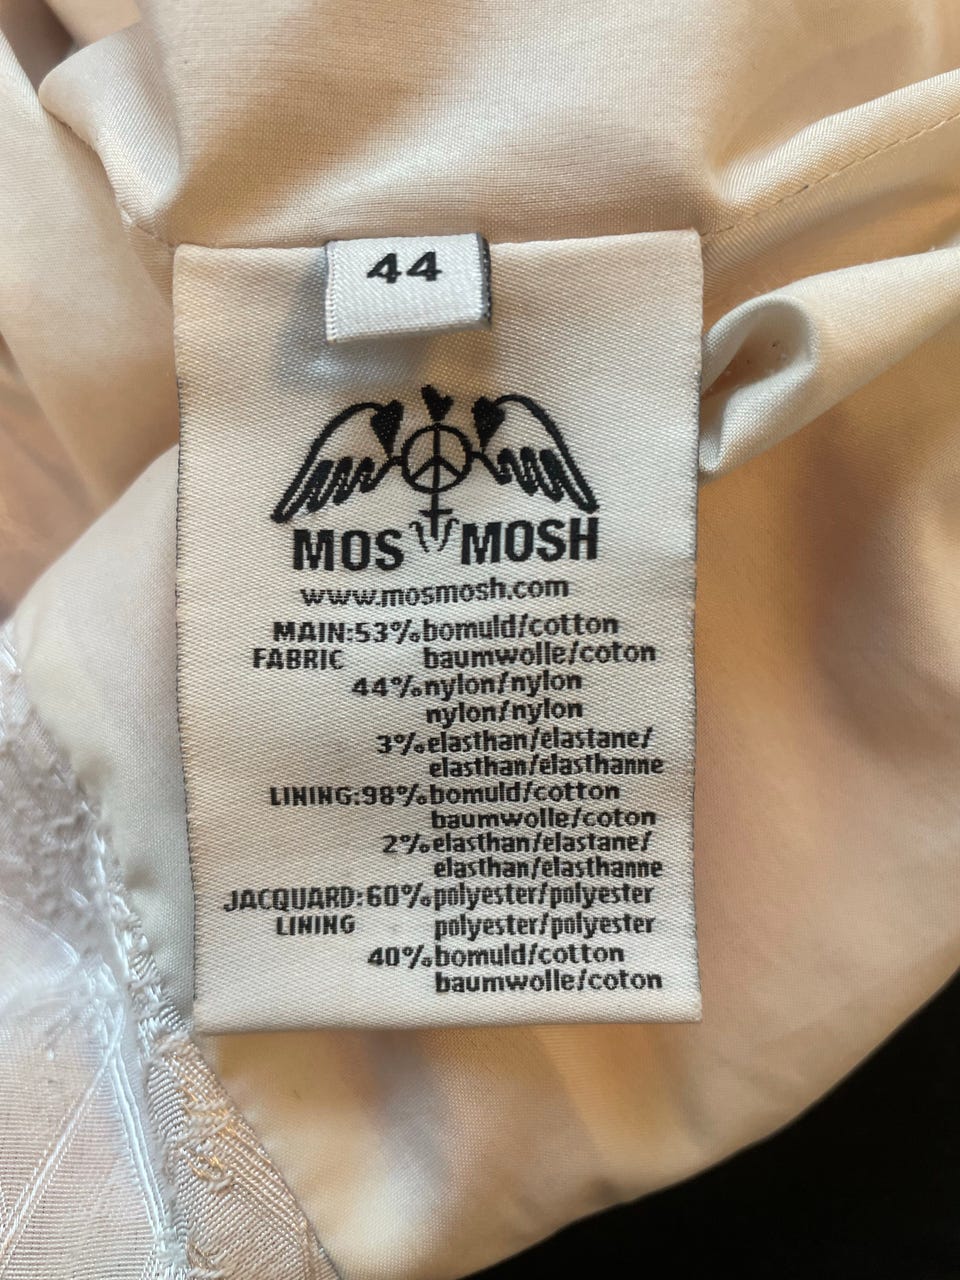 44
MOS MOSH
www.mosmosh.com
MAIN:53% bomuld/cotton
FABRIC baumwolle/coton
44% nylon/nylon
nylon/nylon
3% elasthan/elastane/
elasthan/elasthanne
LINING:98% bomuld/cotton
baumwolle/coton
2% elasthan/elastane/
elasthan/elasthanne
JACQUARD:60% polyester/polyester
LINING polyester/polyester
40% bomuld/cotton
baumwolle/coton